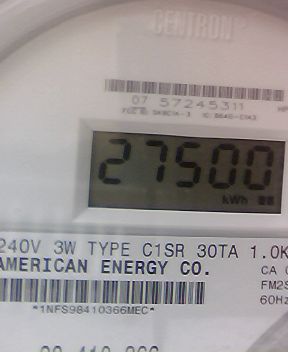 CENTRON
07 57245311
27500
kWh
240V 3W TYPE C1SR 30TA 1.0K
AMERICAN ENERGY CO.
CA
FM2S
60Hz
*1NFS98410366MEC*